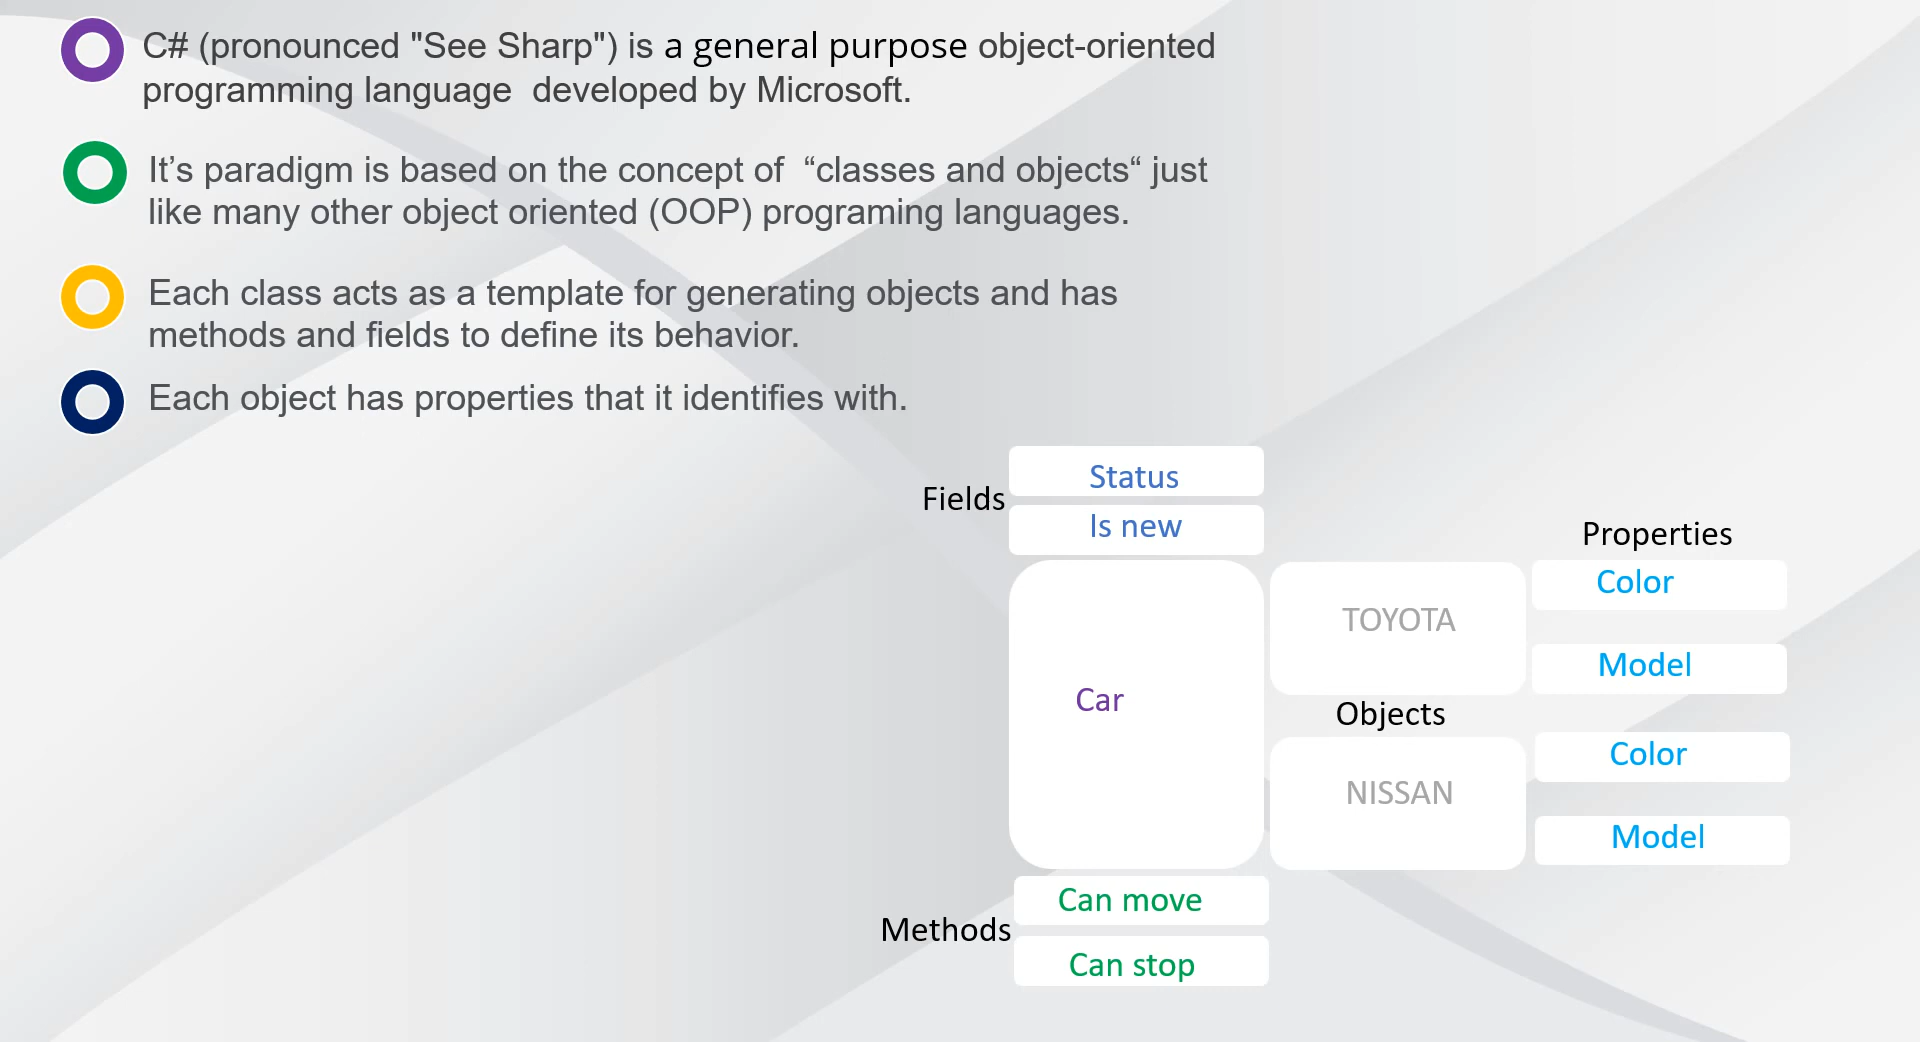 C# (pronounced "See Sharp") is a general purpose object-oriented
programming language  developed by Microsoft.
It’s paradigm is based on the concept of  “classes and objects“ just
like many other object oriented (OOP) programing languages.
Each class acts as a template for generating objects and has
methods and fields to define its behavior.
Each object has properties that it identifies with.
Status
Fields
Is new
Properties
Color
TOYOTA
Model
Car
Objects
Color
NISSAN
Model
Can move
Methods
Can stop